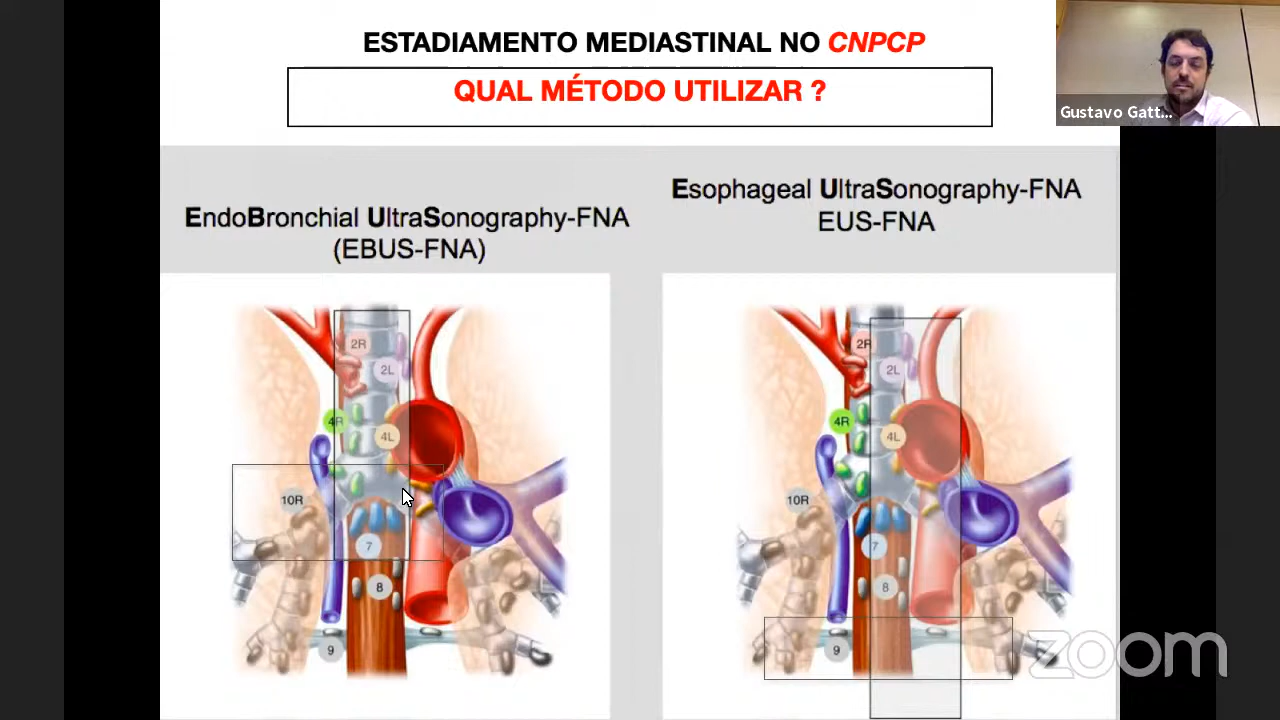 ESTADIAMENTO MEDIASTINAL NO CNPCP
QUAL MÉTODO UTILIZAR ?
Gustavo Gatt...
EndoBronchial UltraSonography-FNA
(EBUS-FNA)
Esophageal UltraSonography-FNA
EUS-FNA
2R
2L
4R
4L
10R
7
8
9
2R
2L
4R
4L
10R
7
8
9
zoom